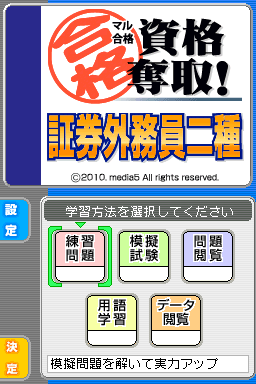 合格
マル
合格
資格
奪取!
証券外務員二種
©2010. media5 All rights reserved.
設定
学習方法を選択してください
練習
問題
模擬
試験
問題
閲覧
用語
学習
データ
閲覧
決定
模擬問題を解いて実力アップ